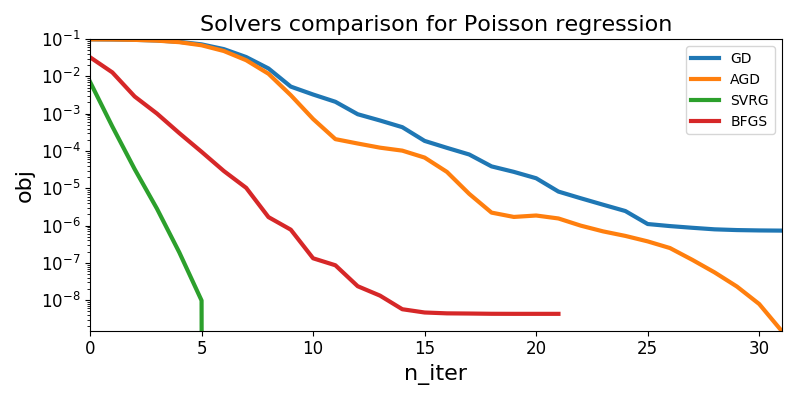 Solvers comparison for Poisson regression
obj
10⁻¹
10⁻²
10⁻³
10⁻⁴
10⁻⁵
10⁻⁶
10⁻⁷
10⁻⁸
GD
AGD
SVRG
BFGS
0 5 10 15 20 25 30
n_iter